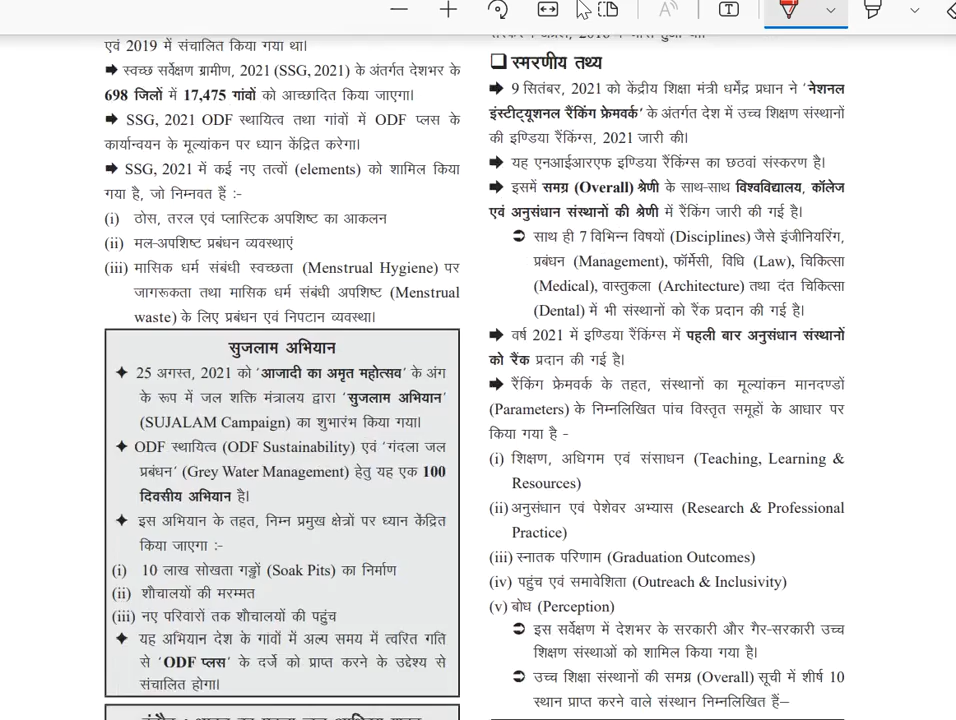 एवं 2019 में संचालित किया गया था।
➡ स्वच्छ सर्वेक्षण ग्रामीण, 2021 (SSG, 2021) के अंतर्गत देशभर के
698 जिलों में 17,475 गांवों को आच्छादित किया जाएगा।
➡ SSG, 2021 ODF स्थायित्व तथा गांवों में ODF प्लस के
कार्यान्वयन के मूल्यांकन पर ध्यान केंद्रित करेगा।
➡ SSG, 2021 में कई नए तत्वों (elements) को शामिल किया
गया है, जो निम्नवत हैं :-
(i) ठोस, तरल एवं प्लास्टिक अपशिष्ट का आकलन
(ii) मल-अपशिष्ट प्रबंधन व्यवस्थाएं
(iii) मासिक धर्म संबंधी स्वच्छता (Menstrual Hygiene) पर
जागरूकता तथा मासिक धर्म संबंधी अपशिष्ट (Menstrual
waste) के लिए प्रबंधन एवं निपटान व्यवस्था।
सुजलाम अभियान
✦ 25 अगस्त, 2021 को 'आजादी का अमृत महोत्सव' के अंग
के रूप में जल शक्ति मंत्रालय द्वारा 'सुजलाम अभियान'
(SUJALAM Campaign) का शुभारंभ किया गया।
✦ ODF स्थायित्व (ODF Sustainability) एवं 'गंदला जल
प्रबंधन' (Grey Water Management) हेतु यह एक 100
दिवसीय अभियान है।
✦ इस अभियान के तहत, निम्न प्रमुख क्षेत्रों पर ध्यान केंद्रित
किया जाएगा :-
(i) 10 लाख सोखता गड्ढों (Soak Pits) का निर्माण
(ii) शौचालयों की मरम्मत
(iii) नए परिवारों तक शौचालयों की पहुंच
✦ यह अभियान देश के गावों में अल्प समय में त्वरित गति
से 'ODF प्लस' के दर्जे को प्राप्त करने के उद्देश्य से
संचालित होगा।
❑ स्मरणीय तथ्य
➡ 9 सितंबर, 2021 को केंद्रीय शिक्षा मंत्री धर्मेंद्र प्रधान ने 'नेशनल
इंस्टीट्यूशनल रैंकिंग फ्रेमवर्क' के अंतर्गत देश में उच्च शिक्षण संस्थानों
की इण्डिया रैंकिंग्स, 2021 जारी की।
➡ यह एनआईआरएफ इण्डिया रैंकिंग्स का छठवां संस्करण है।
➡ इसमें समग्र (Overall) श्रेणी के साथ-साथ विश्वविद्यालय, कॉलेज
एवं अनुसंधान संस्थानों की श्रेणी में रैंकिंग जारी की गई है।
➲ साथ ही 7 विभिन्न विषयों (Disciplines) जैसे इंजीनियरिंग,
प्रबंधन (Management), फॉर्मेसी, विधि (Law), चिकित्सा
(Medical), वास्तुकला (Architecture) तथा दंत चिकित्सा
(Dental) में भी संस्थानों को रैंक प्रदान की गई है।
➡ वर्ष 2021 में इण्डिया रैंकिंग्स में पहली बार अनुसंधान संस्थानों
को रैंक प्रदान की गई है।
➡ रैंकिंग फ्रेमवर्क के तहत, संस्थानों का मूल्यांकन मानदण्डों
(Parameters) के निम्नलिखित पांच विस्तृत समूहों के आधार पर
किया गया है -
(i) शिक्षण, अधिगम एवं संसाधन (Teaching, Learning &
Resources)
(ii) अनुसंधान एवं पेशेवर अभ्यास (Research & Professional
Practice)
(iii) स्नातक परिणाम (Graduation Outcomes)
(iv) पहुंच एवं समावेशिता (Outreach & Inclusivity)
(v) बोध (Perception)
➲ इस सर्वेक्षण में देशभर के सरकारी और गैर-सरकारी उच्च
शिक्षण संस्थाओं को शामिल किया गया है।
➲ उच्च शिक्षा संस्थानों की समग्र (Overall) सूची में शीर्ष 10
स्थान प्राप्त करने वाले संस्थान निम्नलिखित हैं–